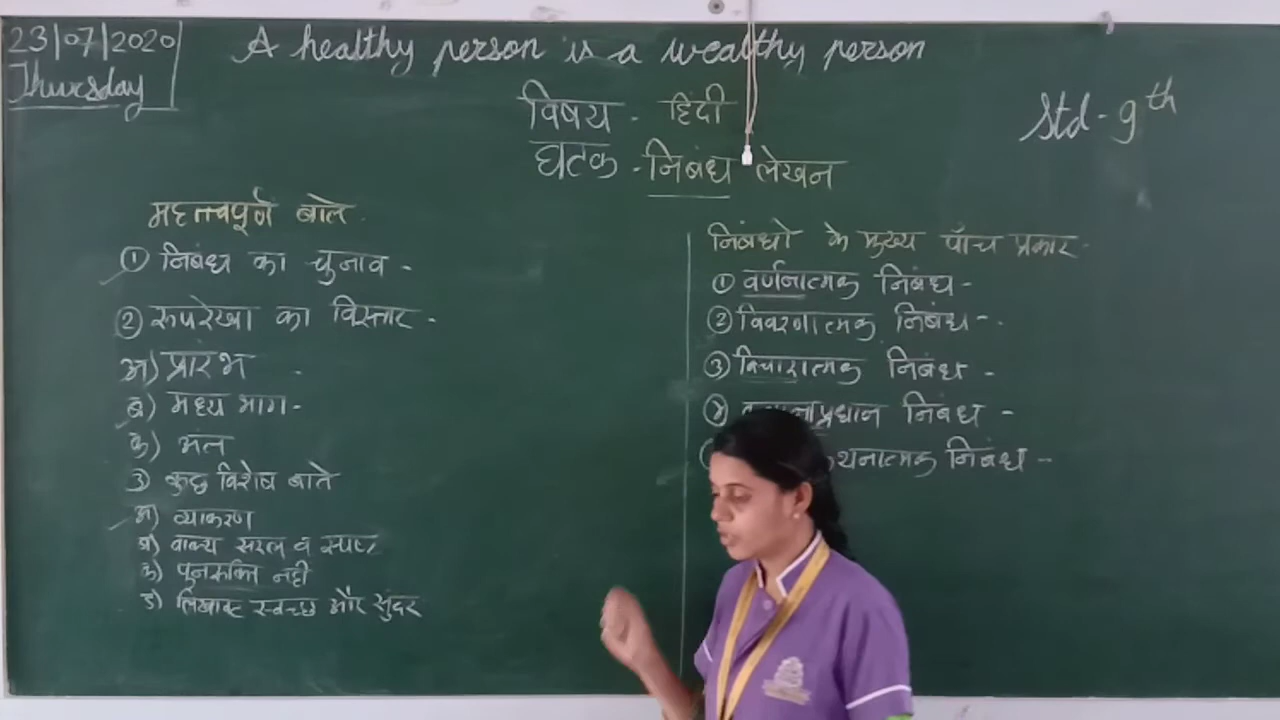 23/07/2020
Thursday
A healthy person is a wealthy person
Std - 9th
विषय - हिंदी
घटक - निबंध लेखन
महत्त्वपूर्ण बाते
① निबंध का चुनाव -
② रुपरेखा का विस्तार -
अ) प्रारंभ -
ब) मध्य भाग -
क) अंत
③ कुछ विशेष बाते
अ) व्याकरण
ब) वाक्य सरल व स्पष्ट
क) पुनरुक्ति नही
ड) लिखावट स्वच्छ और सुंदर
निबंधो के मुख्य पाँच प्रकार -
① वर्णनात्मक निबंध -
② विवरणात्मक निबंध -
③ विचारात्मक निबंध -
④ प्रधान निबंध -
निबंध -